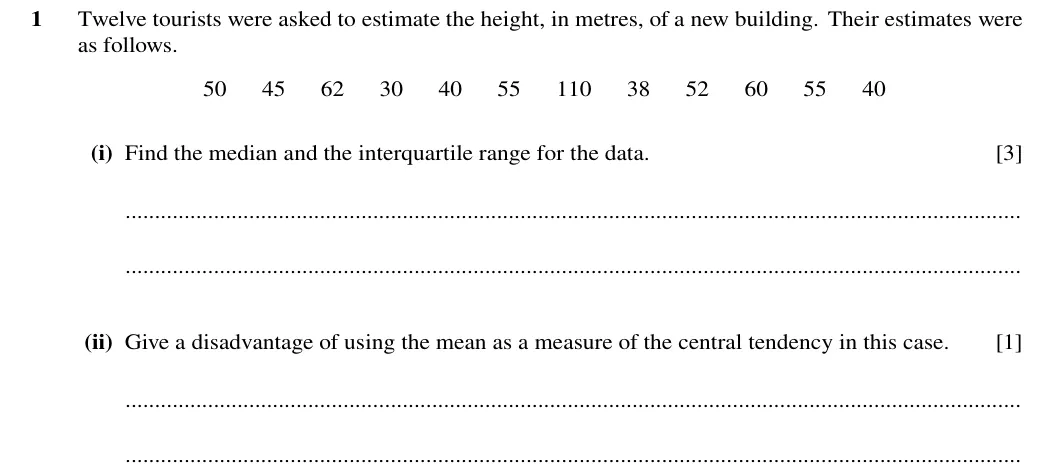 1 Twelve tourists were asked to estimate the height, in metres, of a new building. Their estimates were
as follows.
50 45 62 30 40 55 110 38 52 60 55 40
(i) Find the median and the interquartile range for the data. [3]
(ii) Give a disadvantage of using the mean as a measure of the central tendency in this case. [1]